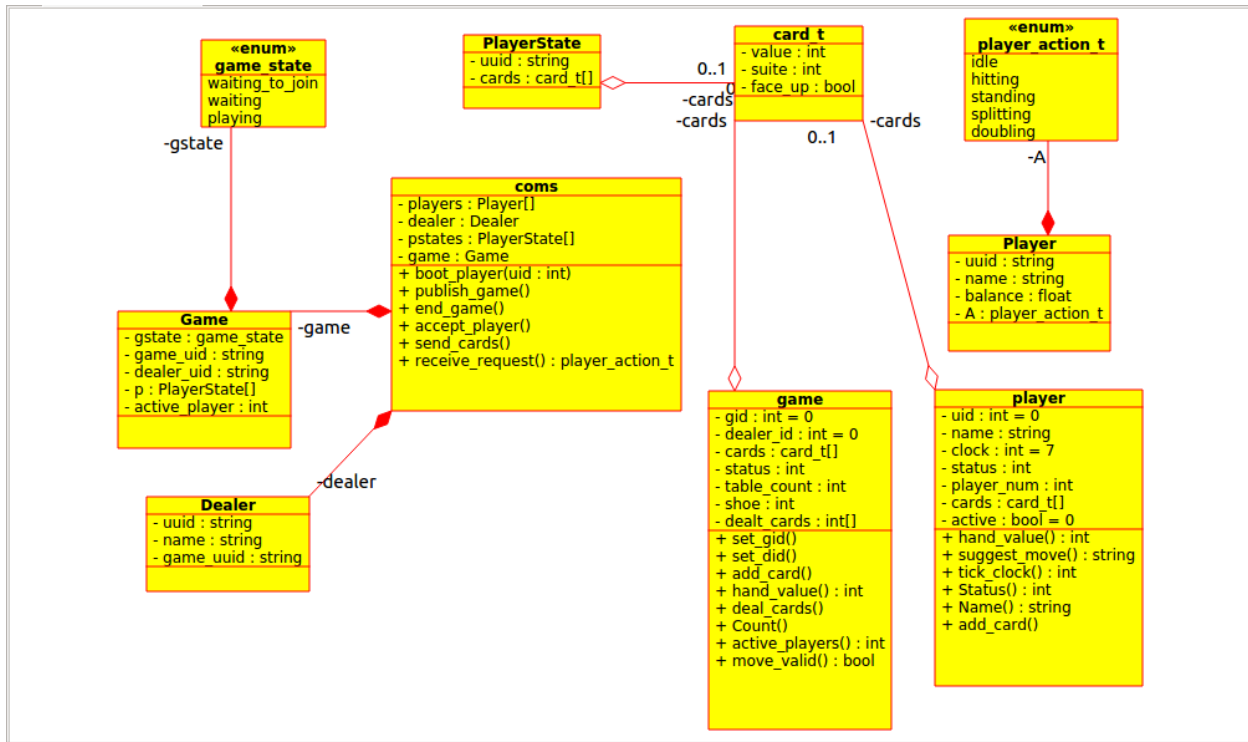 «enum»
game_state
waiting_to_join
waiting
playing
-gstate
PlayerState
- uuid : string
- cards : card_t[]
0..1
0
-cards
-cards
card_t
- value : int
- suite : int
- face_up : bool
0..1
-cards
«enum»
player_action_t
idle
hitting
standing
splitting
doubling
-A
coms
- players : Player[]
- dealer : Dealer
- pstates : PlayerState[]
- game : Game
+ boot_player(uid : int)
+ publish_game()
+ end_game()
+ accept_player()
+ send_cards()
+ receive_request() : player_action_t
Player
- uuid : string
- name : string
- balance : float
- A : player_action_t
Game
- gstate : game_state
- game_uid : string
- dealer_uid : string
- p : PlayerState[]
- active_player : int
-game
-dealer
Dealer
- uuid : string
- name : string
- game_uuid : string
game
- gid : int = 0
- dealer_id : int = 0
- cards : card_t[]
- status : int
- table_count : int
- shoe : int
- dealt_cards : int[]
+ set_gid()
+ set_did()
+ add_card()
+ hand_value() : int
+ deal_cards()
+ Count()
+ active_players() : int
+ move_valid() : bool
player
- uid : int = 0
- name : string
- clock : int = 7
- status : int
- player_num : int
- cards : card_t[]
- active : bool = 0
+ hand_value() : int
+ suggest_move() : string
+ tick_clock() : int
+ Status() : int
+ Name() : string
+ add_card()